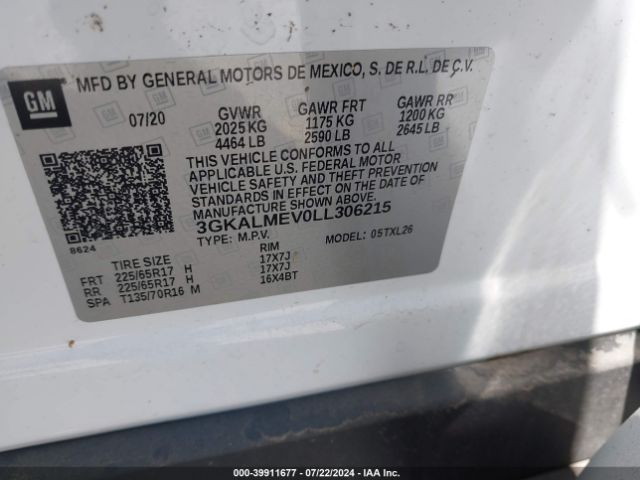 GM
MFD BY GENERAL MOTORS DE MEXICO, S. DE R.L. DE C.V.
07/20 GVWR GAWR FRT GAWR RR
2025 KG 1175 KG 1200 KG
4464 LB 2590 LB 2645 LB
THIS VEHICLE CONFORMS TO ALL
APPLICABLE U.S. FEDERAL MOTOR
VEHICLE SAFETY AND THEFT PREVENTION
STANDARDS IN EFFECT ON THE DATE OF
MANUFACTURE SHOWN ABOVE.
3GKALMEV0LL306215
8624
TYPE: M.P.V. MODEL: 05TXL26
TIRE SIZE RIM
FRT 225/65R17 H 17X7J
RR 225/65R17 H 17X7J
SPA T135/70R16 M 16X4BT
IAA
STK: 39911677 - 07/22/2024 - IAA Inc.